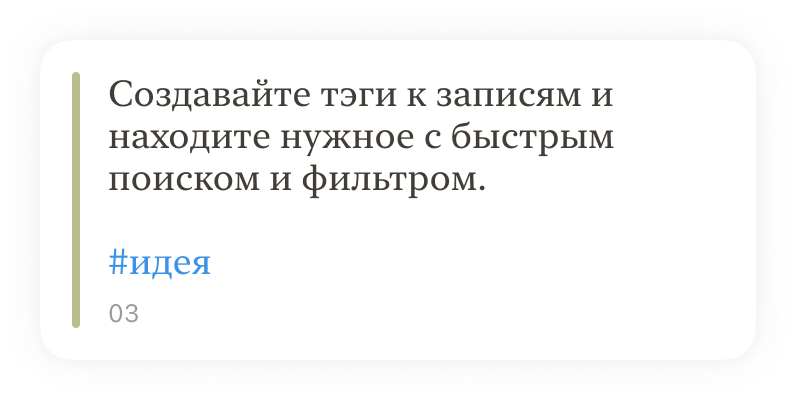 Создавайте тэги к записям и
находите нужное с быстрым
поиском и фильтром.
#идея
03